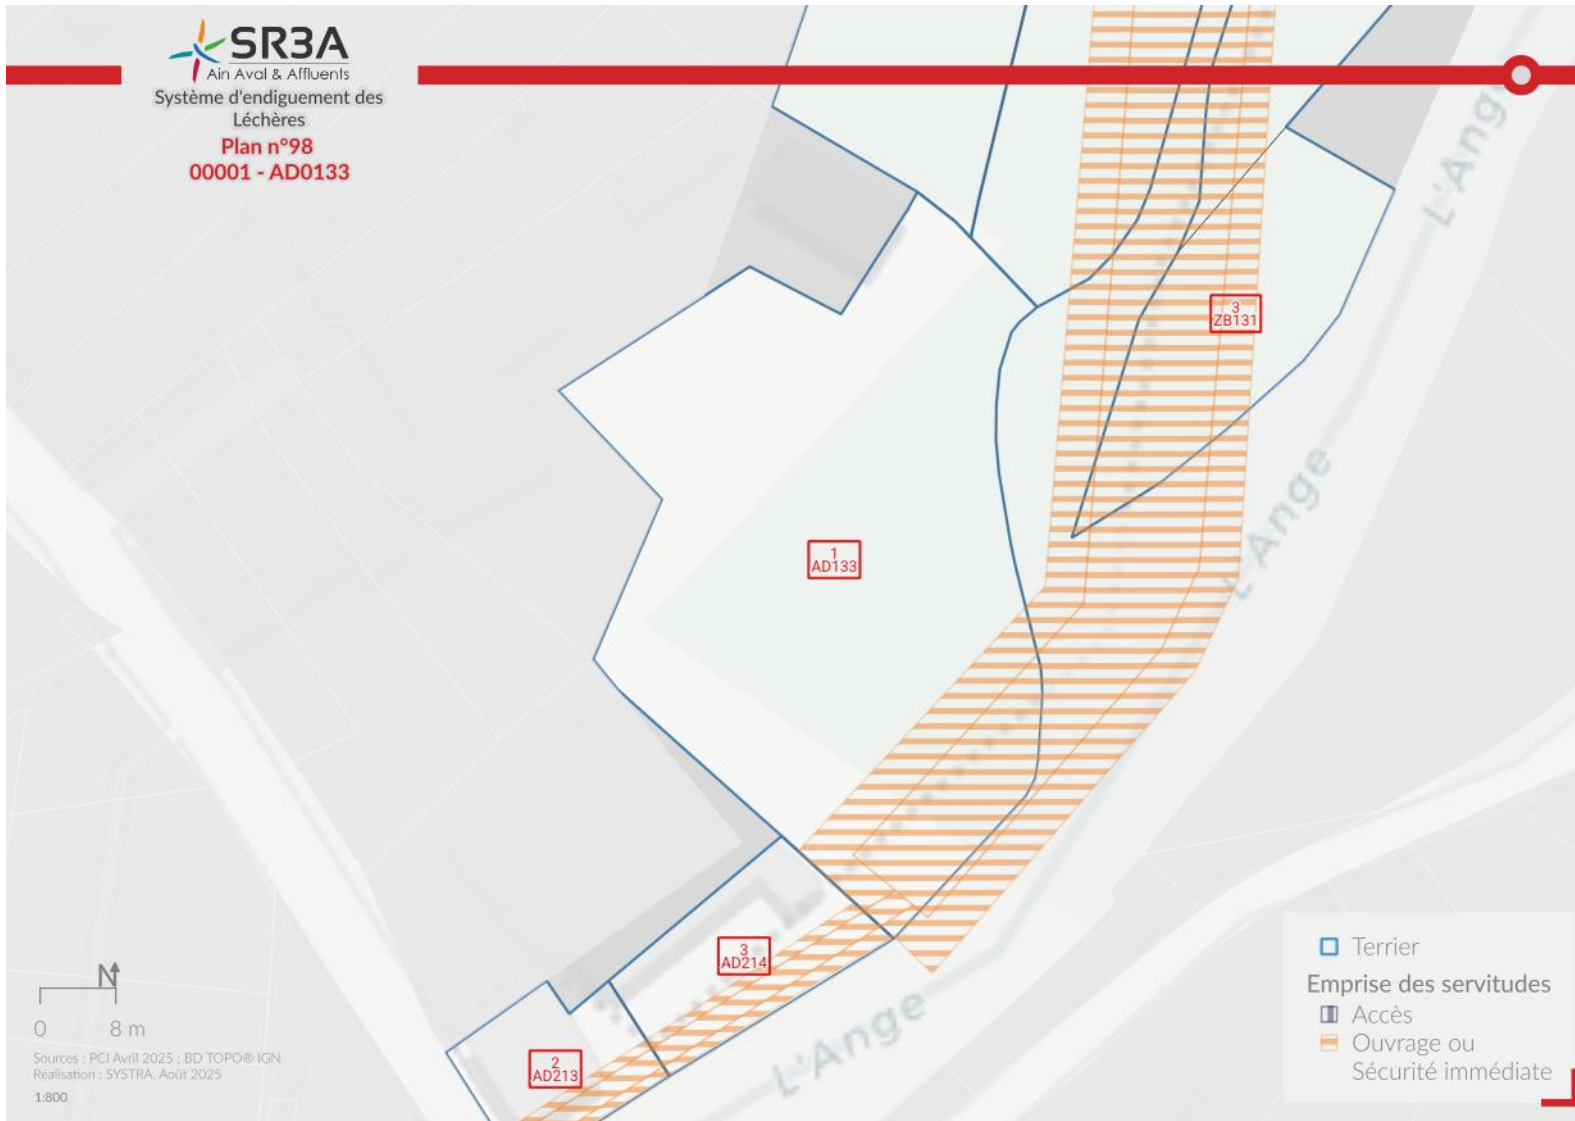 SR3A
Ain Aval & Affluents
Système d'endiguement des
Léchères
Plan n°98
00001 - AD0133
L'Ange
3
ZB131
L'Ange
1
AD133
3
AD214
L'Ange
2
AD213
N
0 8 m
Sources : PCI Avril 2025 ; BD TOPO® IGN
Réalisation : SYSTRA, Août 2025
1:800
Terrier
Emprise des servitudes
Accès
Ouvrage ou
Sécurité immédiate